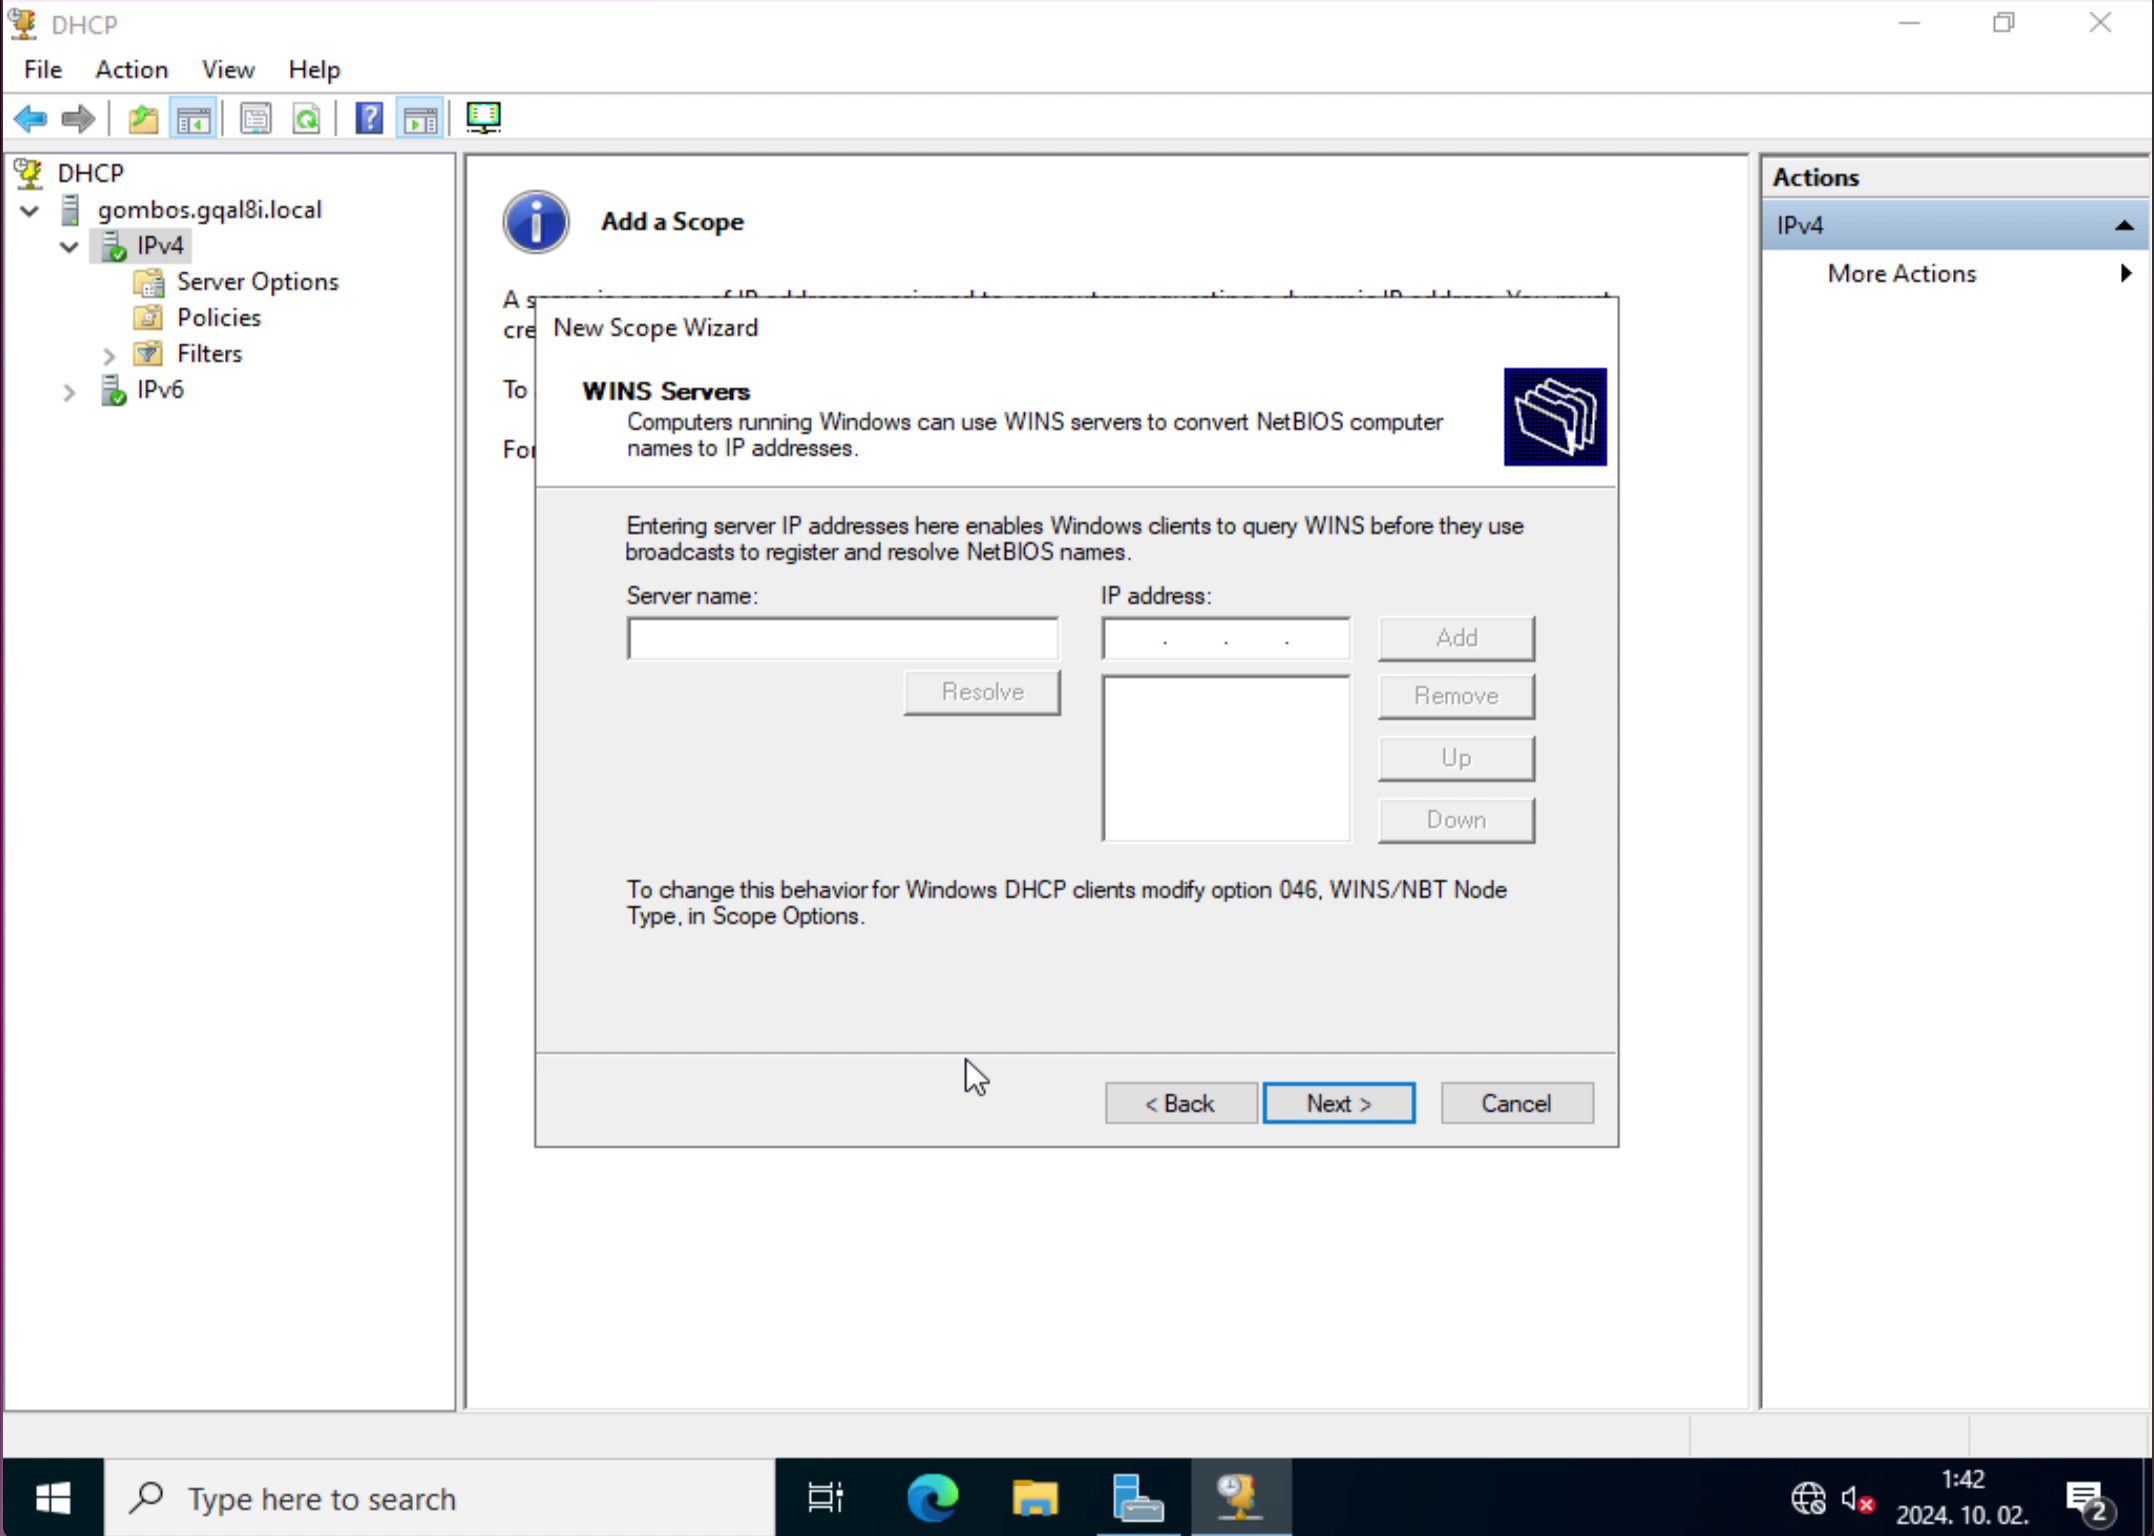 DHCP
File Action View Help
DHCP
gombos.gqal8i.local
IPv4
Server Options
Policies
Filters
IPv6
Add a Scope
A s
cre
To
For
New Scope Wizard
WINS Servers
Computers running Windows can use WINS servers to convert NetBIOS computer
names to IP addresses.
Entering server IP addresses here enables Windows clients to query WINS before they use
broadcasts to register and resolve NetBIOS names.
Server name:
IP address:
. . .
Add
Resolve
Remove
Up
Down
To change this behavior for Windows DHCP clients modify option 046, WINS/NBT Node
Type, in Scope Options.
< Back
Next >
Cancel
Actions
IPv4
More Actions
Type here to search
1:42
2024. 10. 02.
2